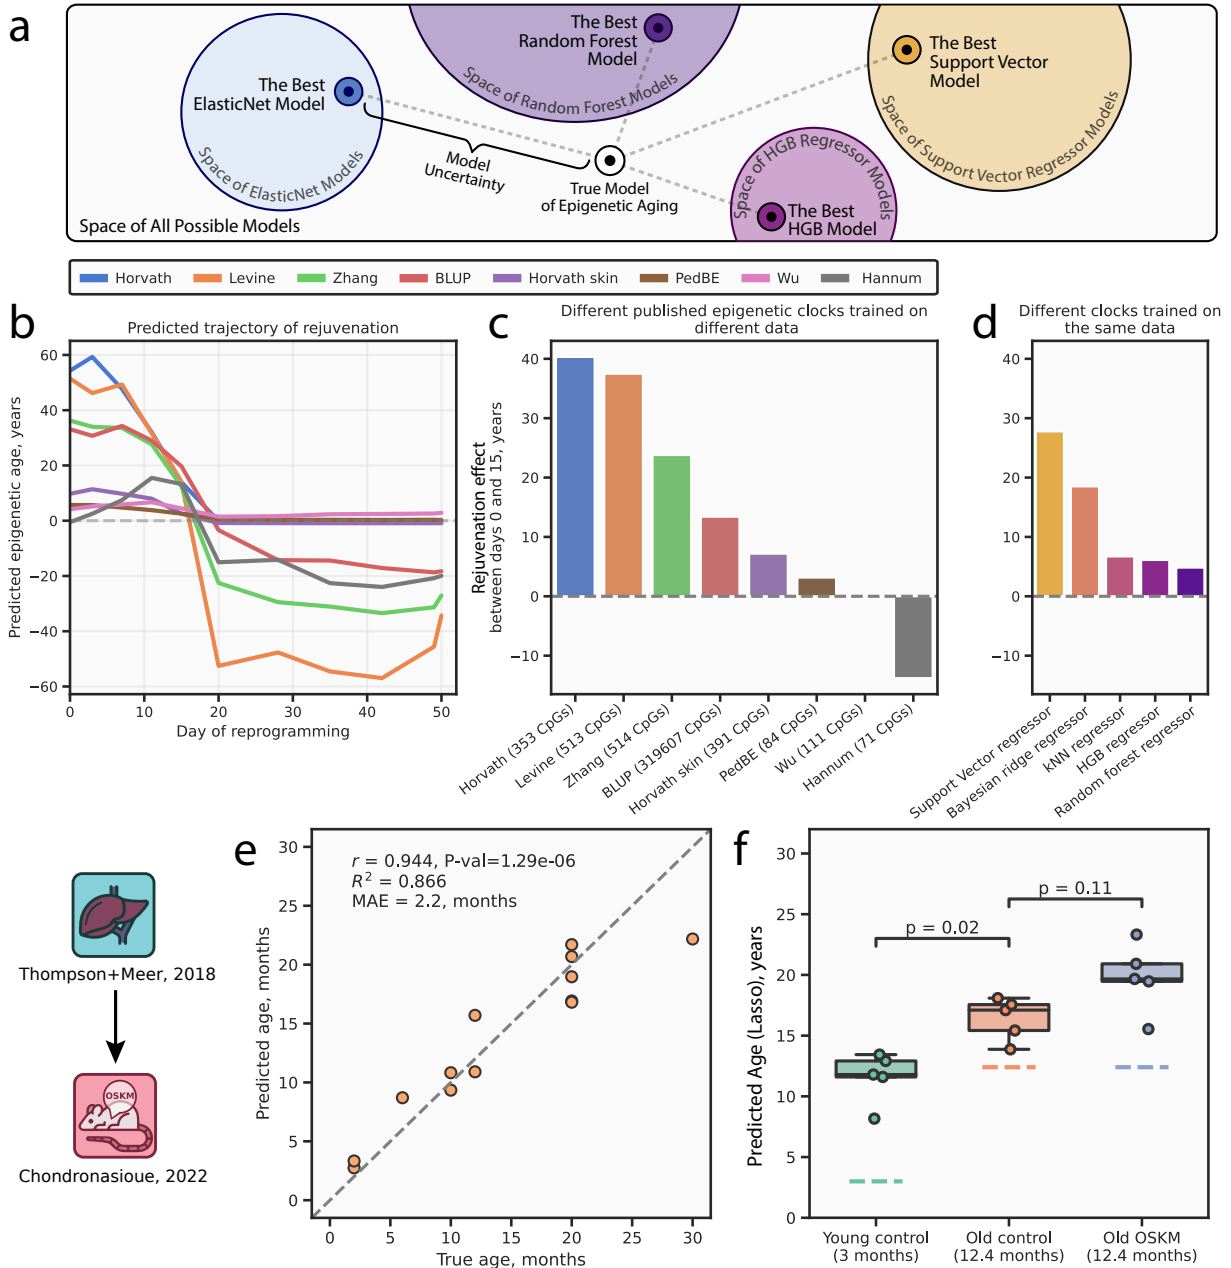 a
The Best
ElasticNet Model
Space of ElasticNet Models
The Best
Random Forest
Model
Space of Random Forest Models
The Best
Support Vector
Model
Space of Support Vector Regressor Models
Model
Uncertainty
True Model
of Epigenetic Aging
Space of HGB Regressor Models
The Best
HGB Model
Space of All Possible Models
Horvath
Levine
Zhang
BLUP
Horvath skin
PedBE
Wu
Hannum
b
Predicted trajectory of rejuvenation
Predicted epigenetic age, years
60
40
20
0
−20
−40
−60
0
10
20
30
40
50
Day of reprogramming
c
Different published epigenetic clocks trained on
different data
Rejuvenation effect
between days 0 and 15, years
40
30
20
10
0
−10
Horvath (353 CpGs)
Levine (513 CpGs)
Zhang (514 CpGs)
BLUP (319607 CpGs)
Horvath skin (391 CpGs)
PedBE (84 CpGs)
Wu (111 CpGs)
Hannum (71 CpGs)
d
Different clocks trained on
the same data
40
30
20
10
0
−10
Support Vector regressor
Bayesian ridge regressor
kNN regressor
HGB regressor
Random forest regressor
Thompson+Meer, 2018
OSKM
Chondronasioue, 2022
e
r = 0.944, P-val=1.29e-06
R² = 0.866
MAE = 2.2, months
Predicted age, months
30
25
20
15
10
5
0
0
5
10
15
20
25
30
True age, months
f
Predicted Age (Lasso), years
30
25
20
15
10
5
0
p = 0.02
p = 0.11
Young control
(3 months)
Old control
(12.4 months)
Old OSKM
(12.4 months)